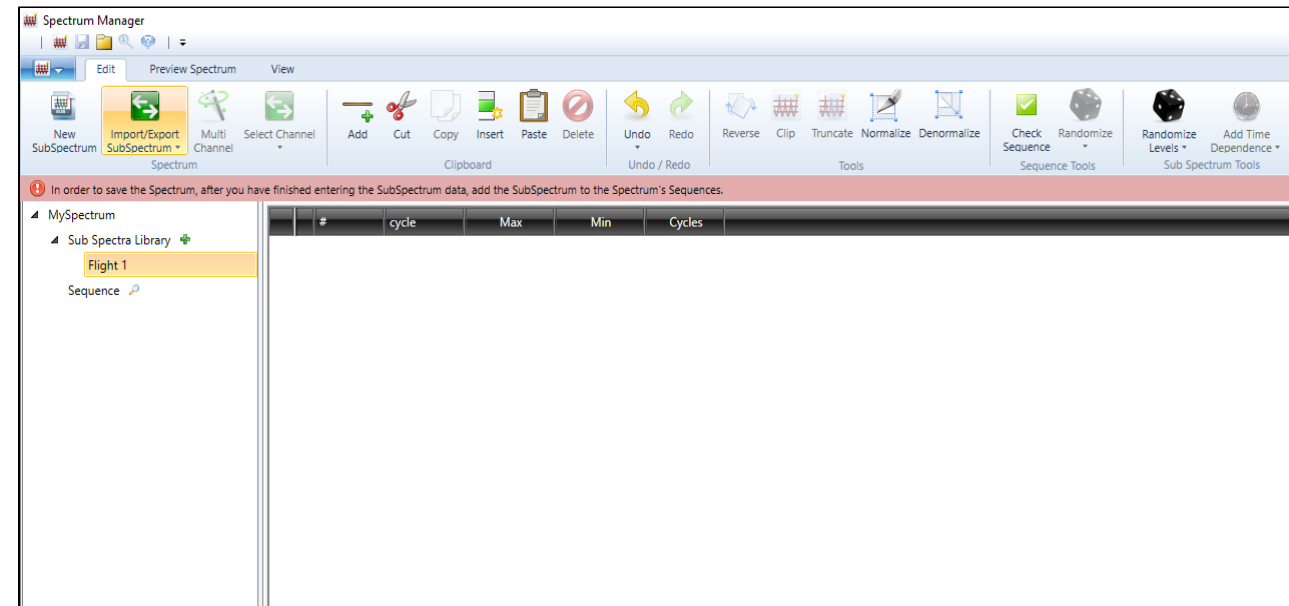 Spectrum Manager
Edit Preview Spectrum View
New SubSpectrum Import/Export SubSpectrum Multi Channel Select Channel
Add Cut Copy Insert Paste Delete
Undo Redo
Reverse Clip Truncate Normalize Denormalize
Check Sequence Randomize
Randomize Levels Add Time Dependence
Spectrum Clipboard Undo / Redo Tools Sequence Tools Sub Spectrum Tools
In order to save the Spectrum, after you have finished entering the SubSpectrum data, add the SubSpectrum to the Spectrum's Sequences.
MySpectrum
Sub Spectra Library
Flight 1
Sequence
# cycle Max Min Cycles